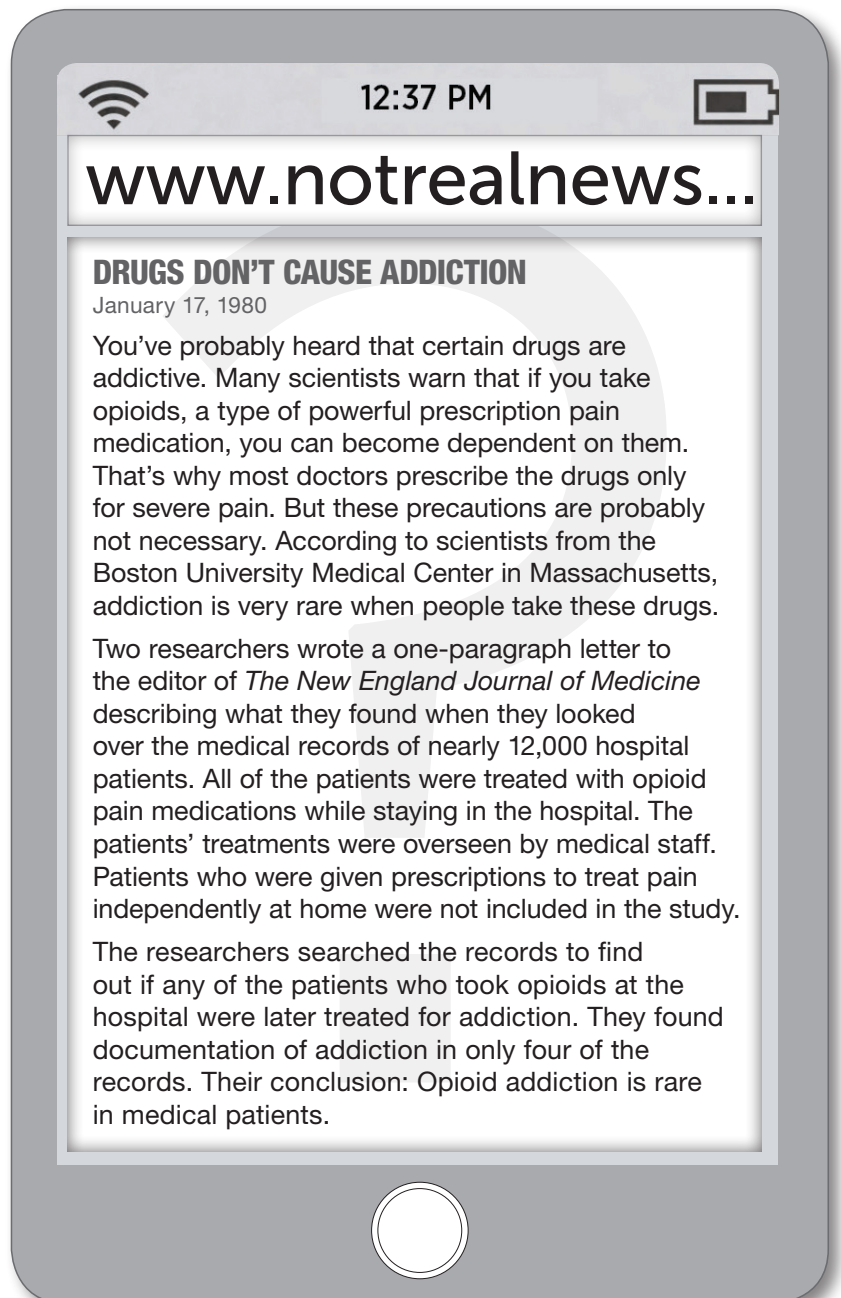 12:37 PM
www.notrealnews...
DRUGS DON'T CAUSE ADDICTION
January 17, 1980
You've probably heard that certain drugs are
addictive. Many scientists warn that if you take
opioids, a type of powerful prescription pain
medication, you can become dependent on them.
That's why most doctors prescribe the drugs only
for severe pain. But these precautions are probably
not necessary. According to scientists from the
Boston University Medical Center in Massachusetts,
addiction is very rare when people take these drugs.
Two researchers wrote a one-paragraph letter to
the editor of The New England Journal of Medicine
describing what they found when they looked
over the medical records of nearly 12,000 hospital
patients. All of the patients were treated with opioid
pain medications while staying in the hospital. The
patients' treatments were overseen by medical staff.
Patients who were given prescriptions to treat pain
independently at home were not included in the study.
The researchers searched the records to find
out if any of the patients who took opioids at the
hospital were later treated for addiction. They found
documentation of addiction in only four of the
records. Their conclusion: Opioid addiction is rare
in medical patients.